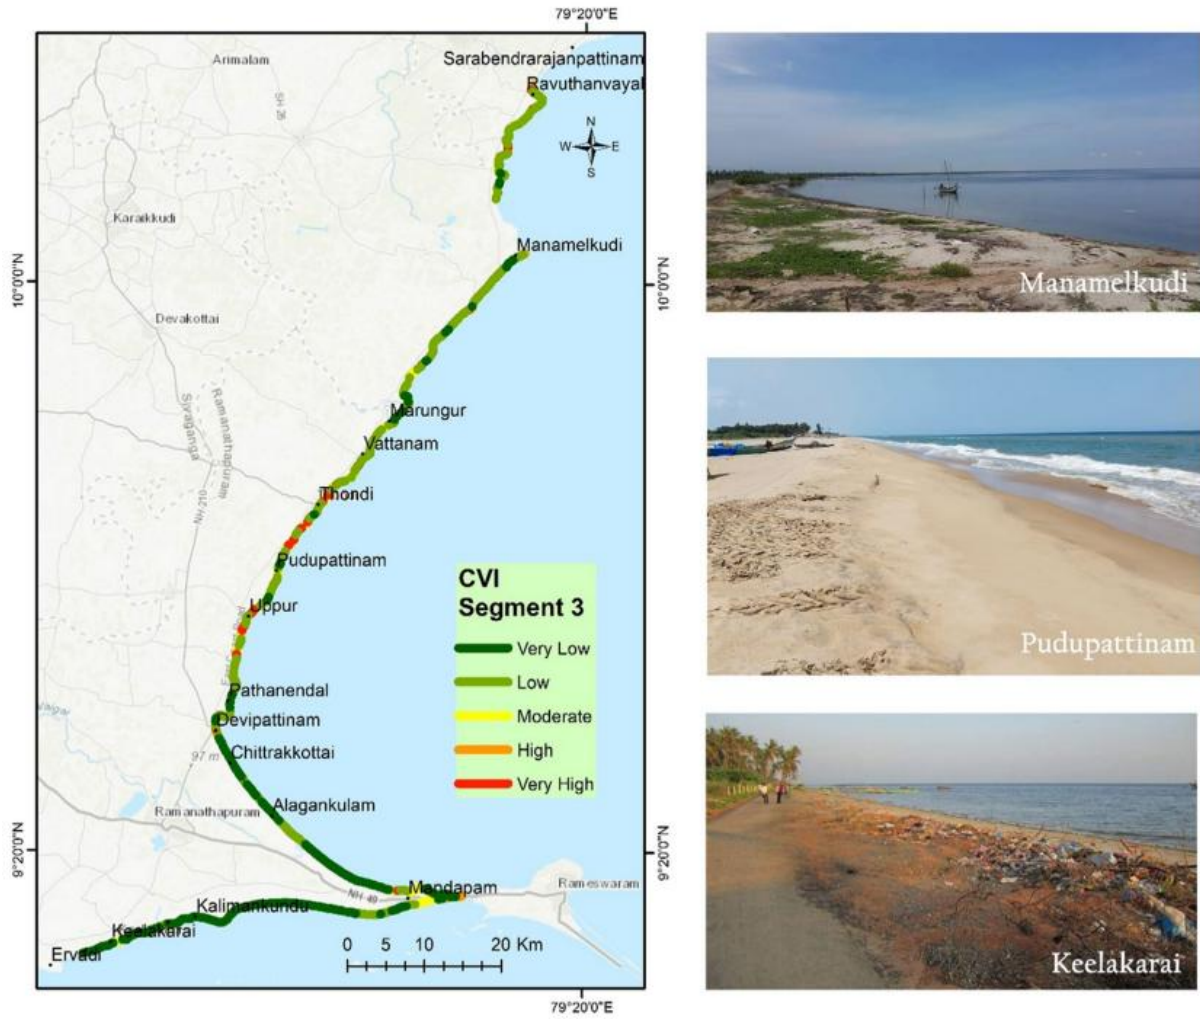 79°20'0"E
Sarabendrarajanpattinam
Arimalam
Ravuthanvayal
SH 26
N
W E
S
Karaikkudi
Manamelkudi
10°0'0"N
10°0'0"N
Devakottai
Sivaganga
Ramanathapuram
Marungur
Vattanam
NH-210
Thondi
Pudupattinam
CVI
Segment 3
Uppur
Very Low
Low
Pathanendal
Moderate
Devipattinam
High
97 m
Chittrakkottai
Very High
Alagankulam
Ramanathapuram
9°20'0"N
9°20'0"N
Mandapam
Rameswaram
NH-49
Kalimankundu
Keelakarai
0 5 10 20 Km
Ervadi
79°20'0"E
Manamelkudi
Pudupattinam
Keelakarai